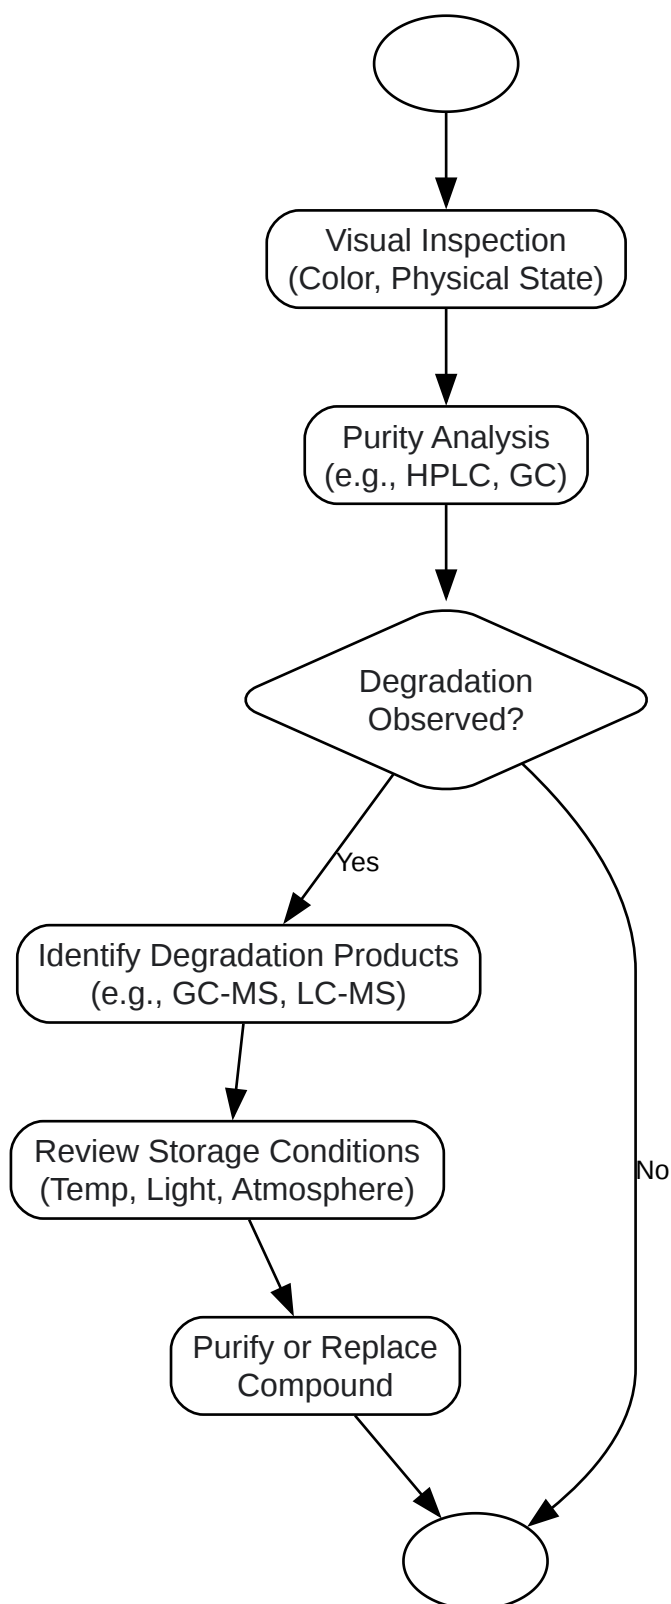 Visual Inspection
(Color, Physical State)
Purity Analysis
(e.g., HPLC, GC)
Degradation
Observed?
Yes
Identify Degradation Products
(e.g., GC-MS, LC-MS)
Review Storage Conditions
(Temp, Light, Atmosphere)
No
Purify or Replace
Compound